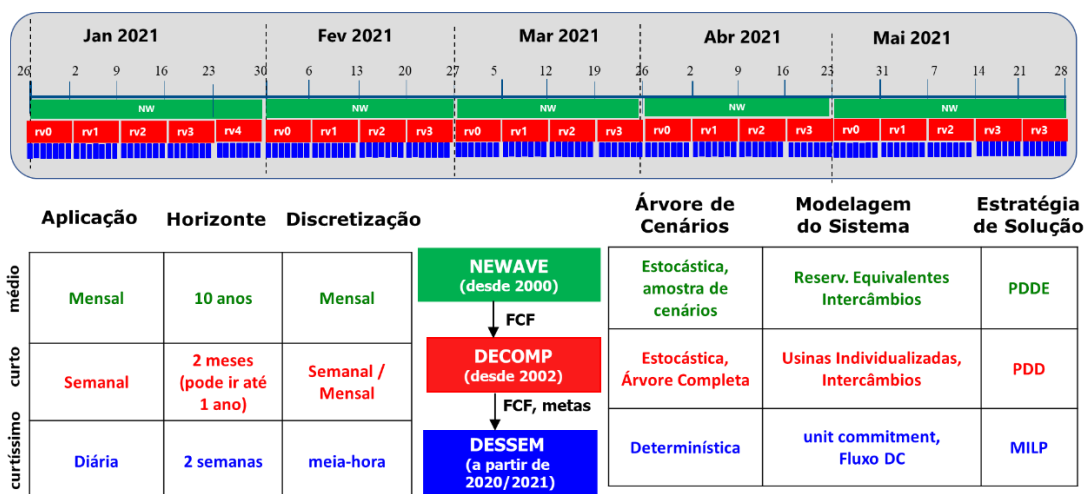 Jan 2021 Fev 2021 Mar 2021 Abr 2021 Mai 2021
26 2 9 16 23 30 6 13 20 27 5 12 19 26 2 9 16 23 31 7 14 21 28
NW NW NW NW NW
rv0 rv1 rv2 rv3 rv4 rv0 rv1 rv2 rv3 rv0 rv1 rv2 rv3 rv0 rv1 rv2 rv3 rv0 rv1 rv2 rv3 rv3
Aplicação Horizonte Discretização
Árvore de
Cenários
Modelagem
do Sistema
Estratégia
de Solução
médio
Mensal
10 anos
Mensal
NEWAVE
(desde 2000)
Estocástica,
amostra de
cenários
Reserv. Equivalentes
Intercâmbios
PDDE
FCF
curto
Semanal
2 meses
(pode ir até
1 ano)
Semanal /
Mensal
DECOMP
(desde 2002)
Estocástica,
Árvore Completa
Usinas Individualizadas,
Intercâmbios
PDD
FCF, metas
curtíssimo
Diária
2 semanas
meia-hora
DESSEM
(a partir de
2020/2021)
Determinística
unit commitment,
Fluxo DC
MILP